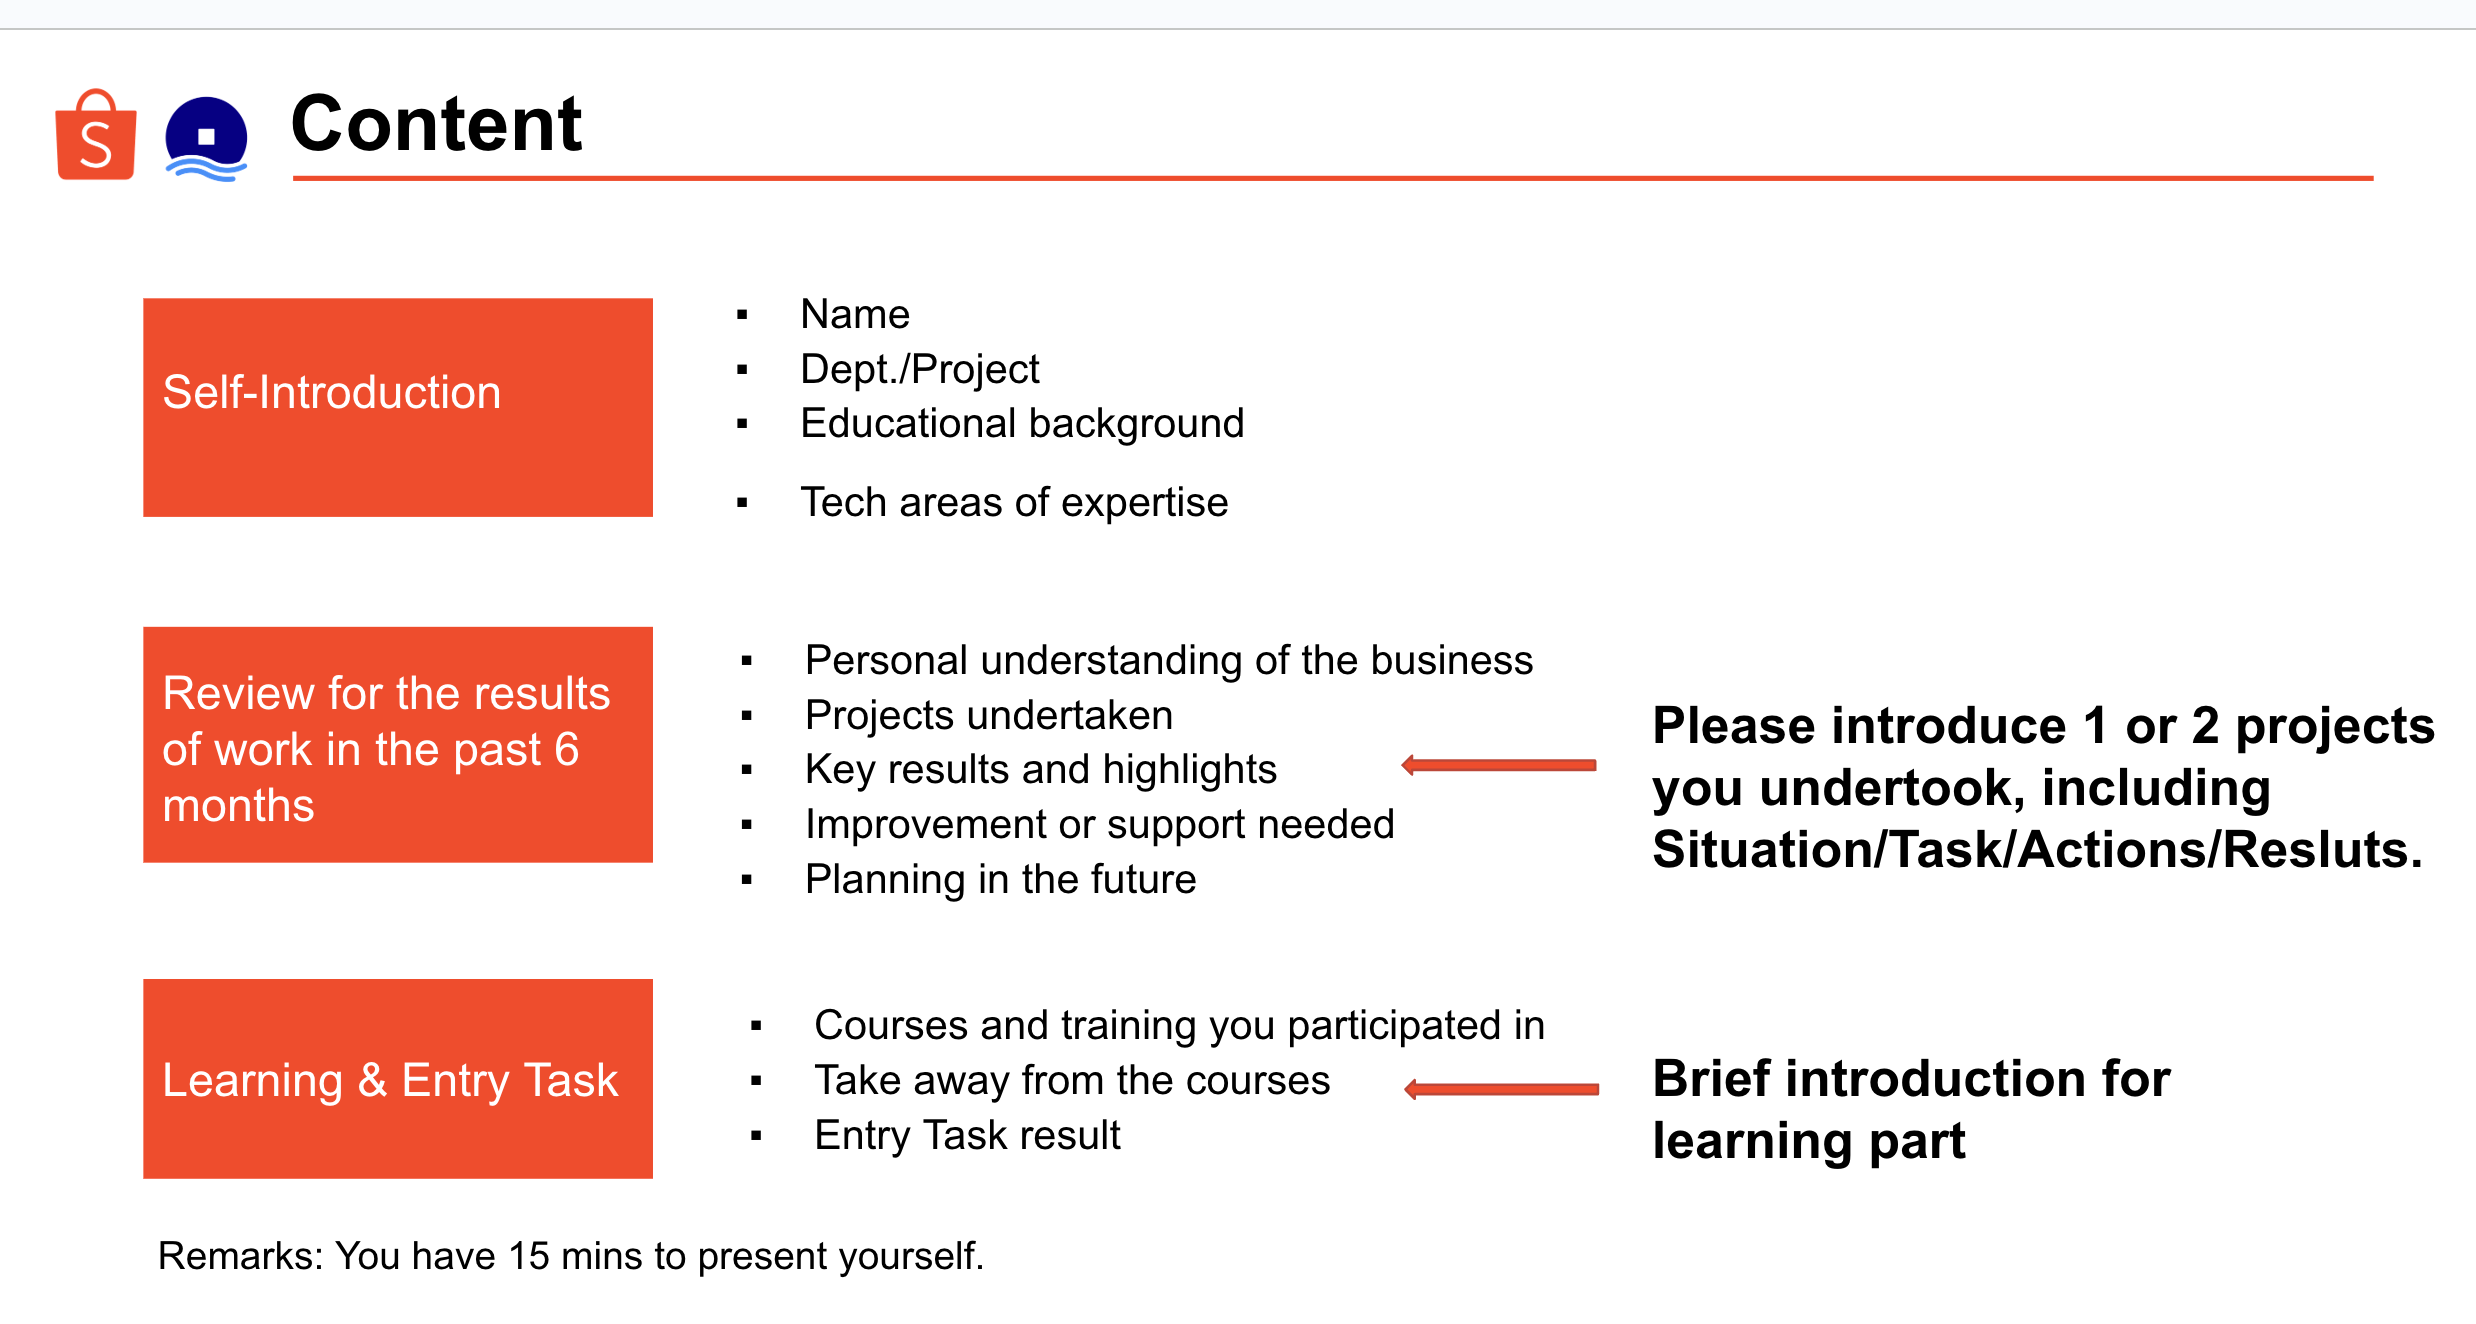 S
Content
Self-Introduction
Name
Dept./Project
Educational background
Tech areas of expertise
Review for the results
of work in the past 6
months
Personal understanding of the business
Projects undertaken
Key results and highlights
Improvement or support needed
Planning in the future
Please introduce 1 or 2 projects
you undertook, including
Situation/Task/Actions/Resluts.
Learning & Entry Task
Courses and training you participated in
Take away from the courses
Entry Task result
Brief introduction for
learning part
Remarks: You have 15 mins to present yourself.